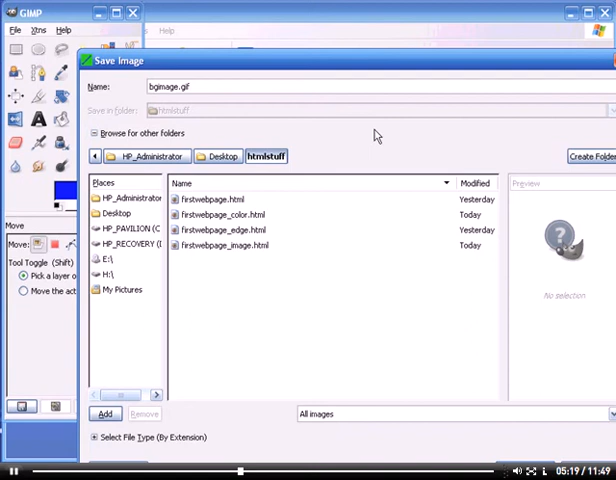 GIMP
File Xtns Help
Save Image
Name: bgimage.gif
Save in folder: htmlstuff
Browse for other folders
HP_Administrator Desktop htmlstuff Create Folder
Places Name Modified Preview
HP_Administrator firstwebpage.html Yesterday
Desktop firstwebpage_color.html Today
HP_PAVILION (C firstwebpage_edge.html Yesterday
HP_RECOVERY (D firstwebpage_image.html Today
E:\
H:\
My Pictures
No selection
Move
Move:
Tool Toggle (Shift)
Pick a layer o
Move the act
Add Remove All images
Select File Type (By Extension)
05:19 / 11:49